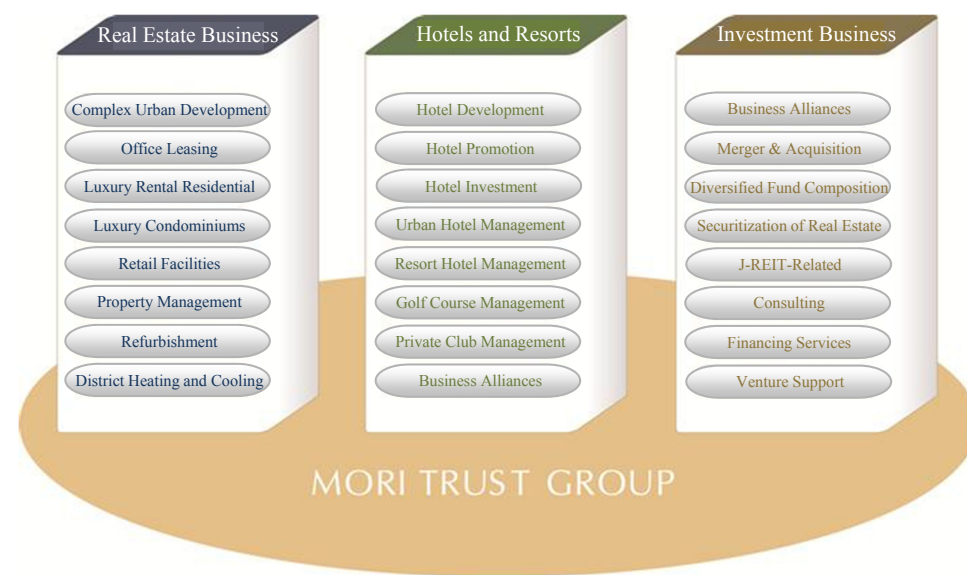 Real Estate Business
Complex Urban Development
Office Leasing
Luxury Rental Residential
Luxury Condominiums
Retail Facilities
Property Management
Refurbishment
District Heating and Cooling
Hotels and Resorts
Hotel Development
Hotel Promotion
Hotel Investment
Urban Hotel Management
Resort Hotel Management
Golf Course Management
Private Club Management
Business Alliances
Investment Business
Business Alliances
Merger & Acquisition
Diversified Fund Composition
Securitization of Real Estate
J-REIT-Related
Consulting
Financing Services
Venture Support
MORI TRUST GROUP